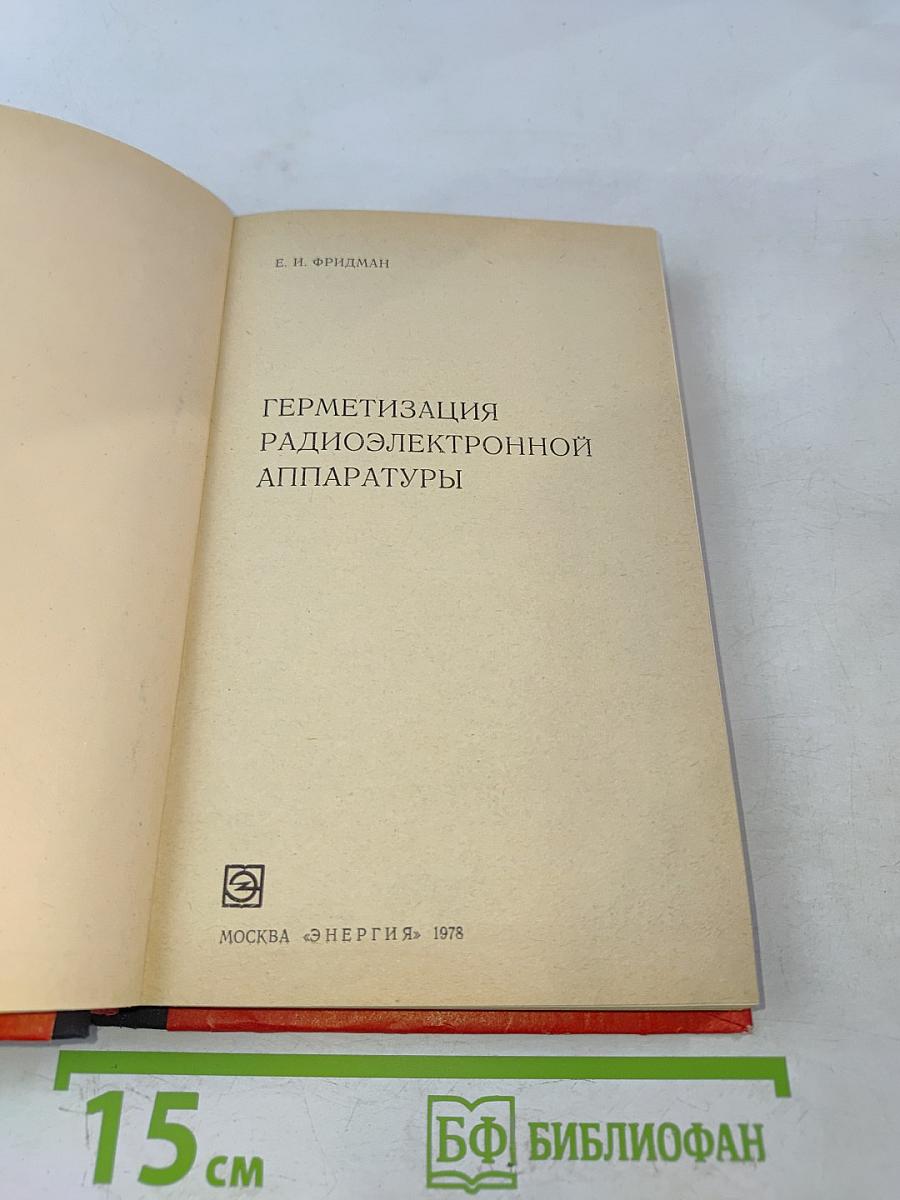 Е. И. ФРИДМАН
ГЕРМЕТИЗАЦИЯ
РАДИОЭЛЕКТРОННОЙ
АППАРАТУРЫ
МОСКВА «ЭНЕРГИЯ» 1978
15 см
БФ БИБЛИОФАН